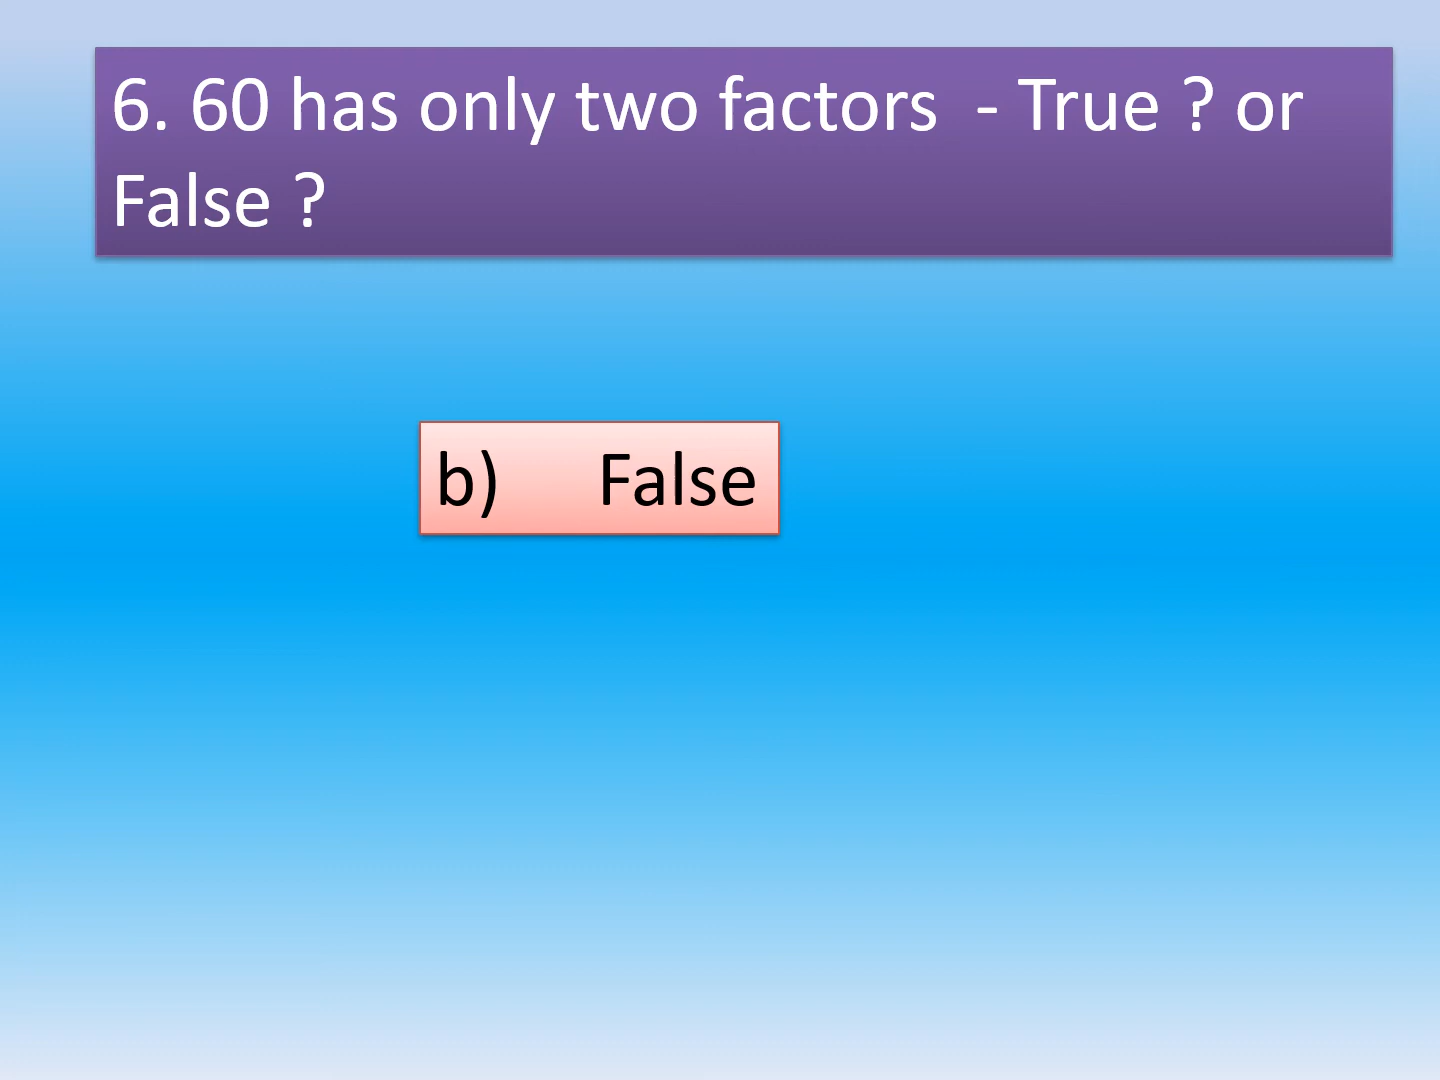 6. 60 has only two factors  - True ? or
False ?
b)     False